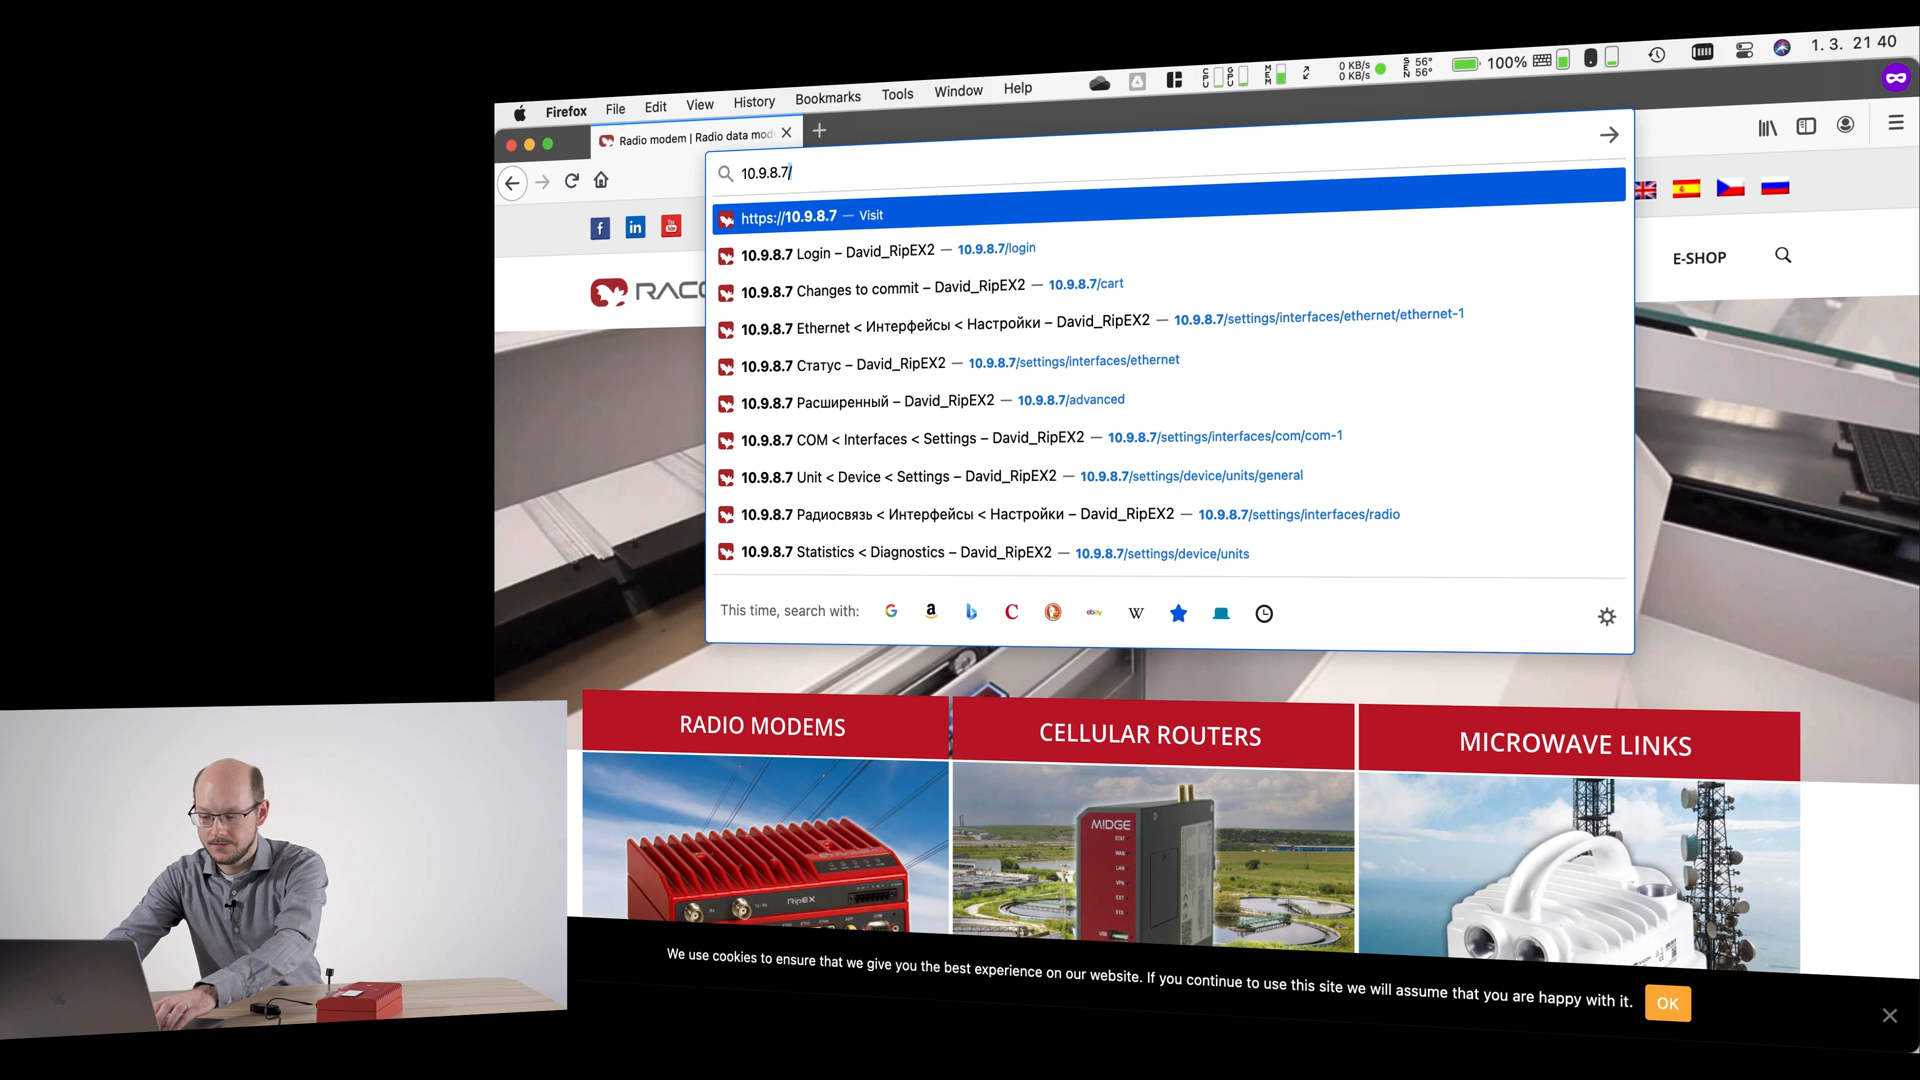 Firefox File Edit View History Bookmarks Tools Window Help
0 KB/s
0 KB/s
56°
56°
100%
1. 3. 21 40
Radio modem | Radio data mod
10.9.8.7/
https://10.9.8.7 — Visit
10.9.8.7 Login – David_RipEX2 — 10.9.8.7/login
10.9.8.7 Changes to commit – David_RipEX2 — 10.9.8.7/cart
10.9.8.7 Ethernet < Интерфейсы < Настройки – David_RipEX2 — 10.9.8.7/settings/interfaces/ethernet/ethernet-1
10.9.8.7 Статус – David_RipEX2 — 10.9.8.7/settings/interfaces/ethernet
10.9.8.7 Расширенный – David_RipEX2 — 10.9.8.7/advanced
10.9.8.7 COM < Interfaces < Settings – David_RipEX2 — 10.9.8.7/settings/interfaces/com/com-1
10.9.8.7 Unit < Device < Settings – David_RipEX2 — 10.9.8.7/settings/device/units/general
10.9.8.7 Радиосвязь < Интерфейсы < Настройки – David_RipEX2 — 10.9.8.7/settings/interfaces/radio
10.9.8.7 Statistics < Diagnostics – David_RipEX2 — 10.9.8.7/settings/device/units
This time, search with:
E-SHOP
RADIO MODEMS
CELLULAR ROUTERS
MICROWAVE LINKS
RipEX
M!DGE
We use cookies to ensure that we give you the best experience on our website. If you continue to use this site we will assume that you are happy with it.
OK